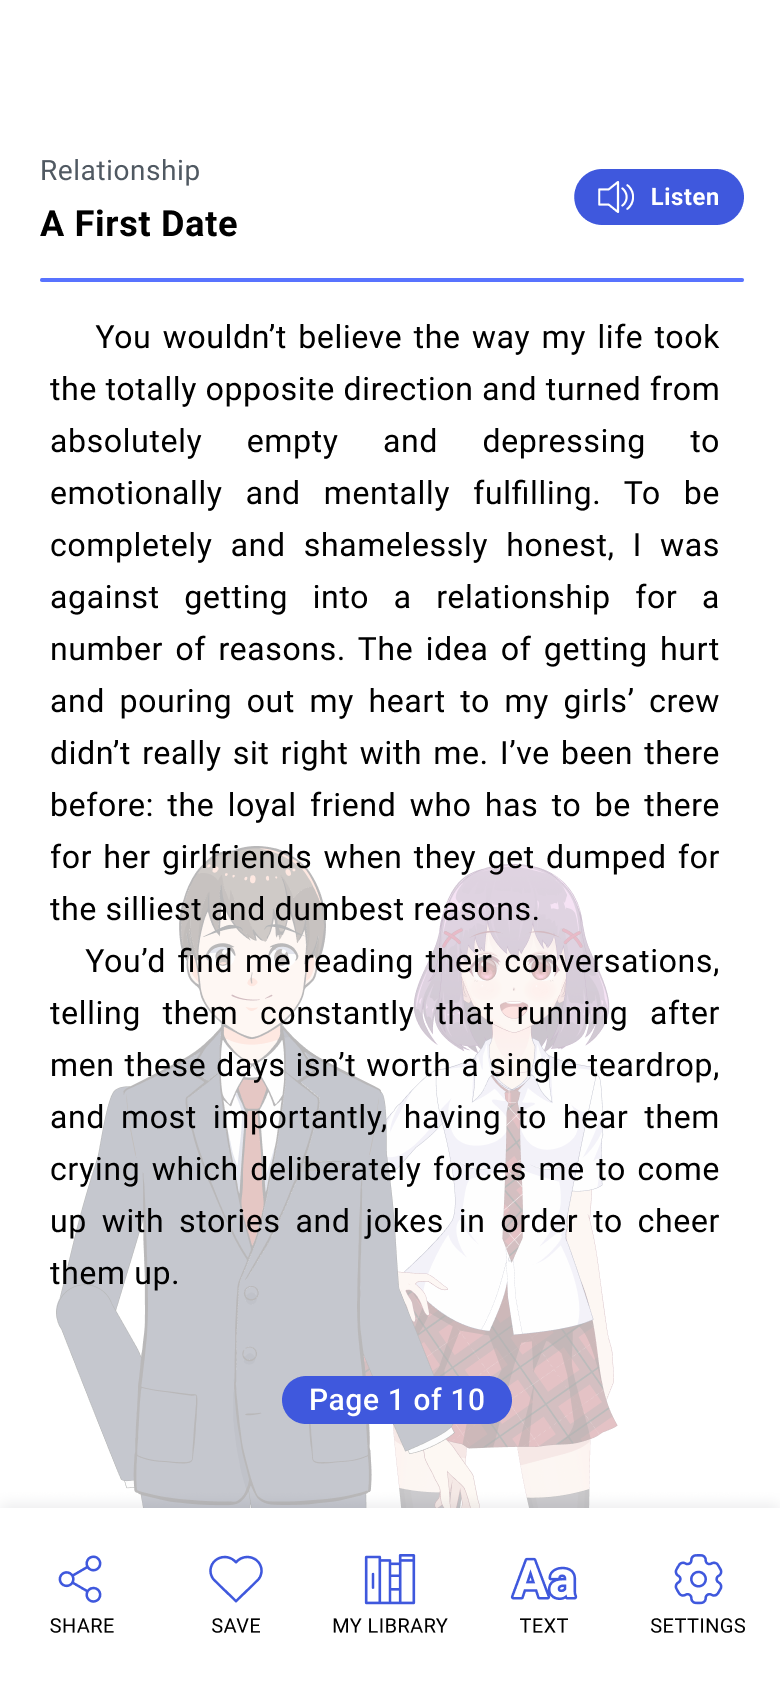 Relationship
A First Date
Listen
You wouldn’t believe the way my life took
the totally opposite direction and turned from
absolutely empty and depressing to
emotionally and mentally fulfilling. To be
completely and shamelessly honest, I was
against getting into a relationship for a
number of reasons. The idea of getting hurt
and pouring out my heart to my girls’ crew
didn’t really sit right with me. I’ve been there
before: the loyal friend who has to be there
for her girlfriends when they get dumped for
the silliest and dumbest reasons.
You’d find me reading their conversations,
telling them constantly that running after
men these days isn’t worth a single teardrop,
and most importantly, having to hear them
crying which deliberately forces me to come
up with stories and jokes in order to cheer
them up.
Page 1 of 10
SHARE
SAVE
MY LIBRARY
Aa
TEXT
SETTINGS